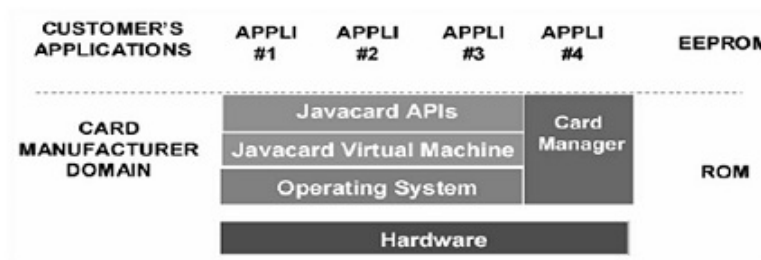 CUSTOMER'S
APPLICATIONS
APPLI
#1
APPLI
#2
APPLI
#3
APPLI
#4
EEPROM
CARD
MANUFACTURER
DOMAIN
Javacard APIs
Javacard Virtual Machine
Operating System
Card
Manager
ROM
Hardware